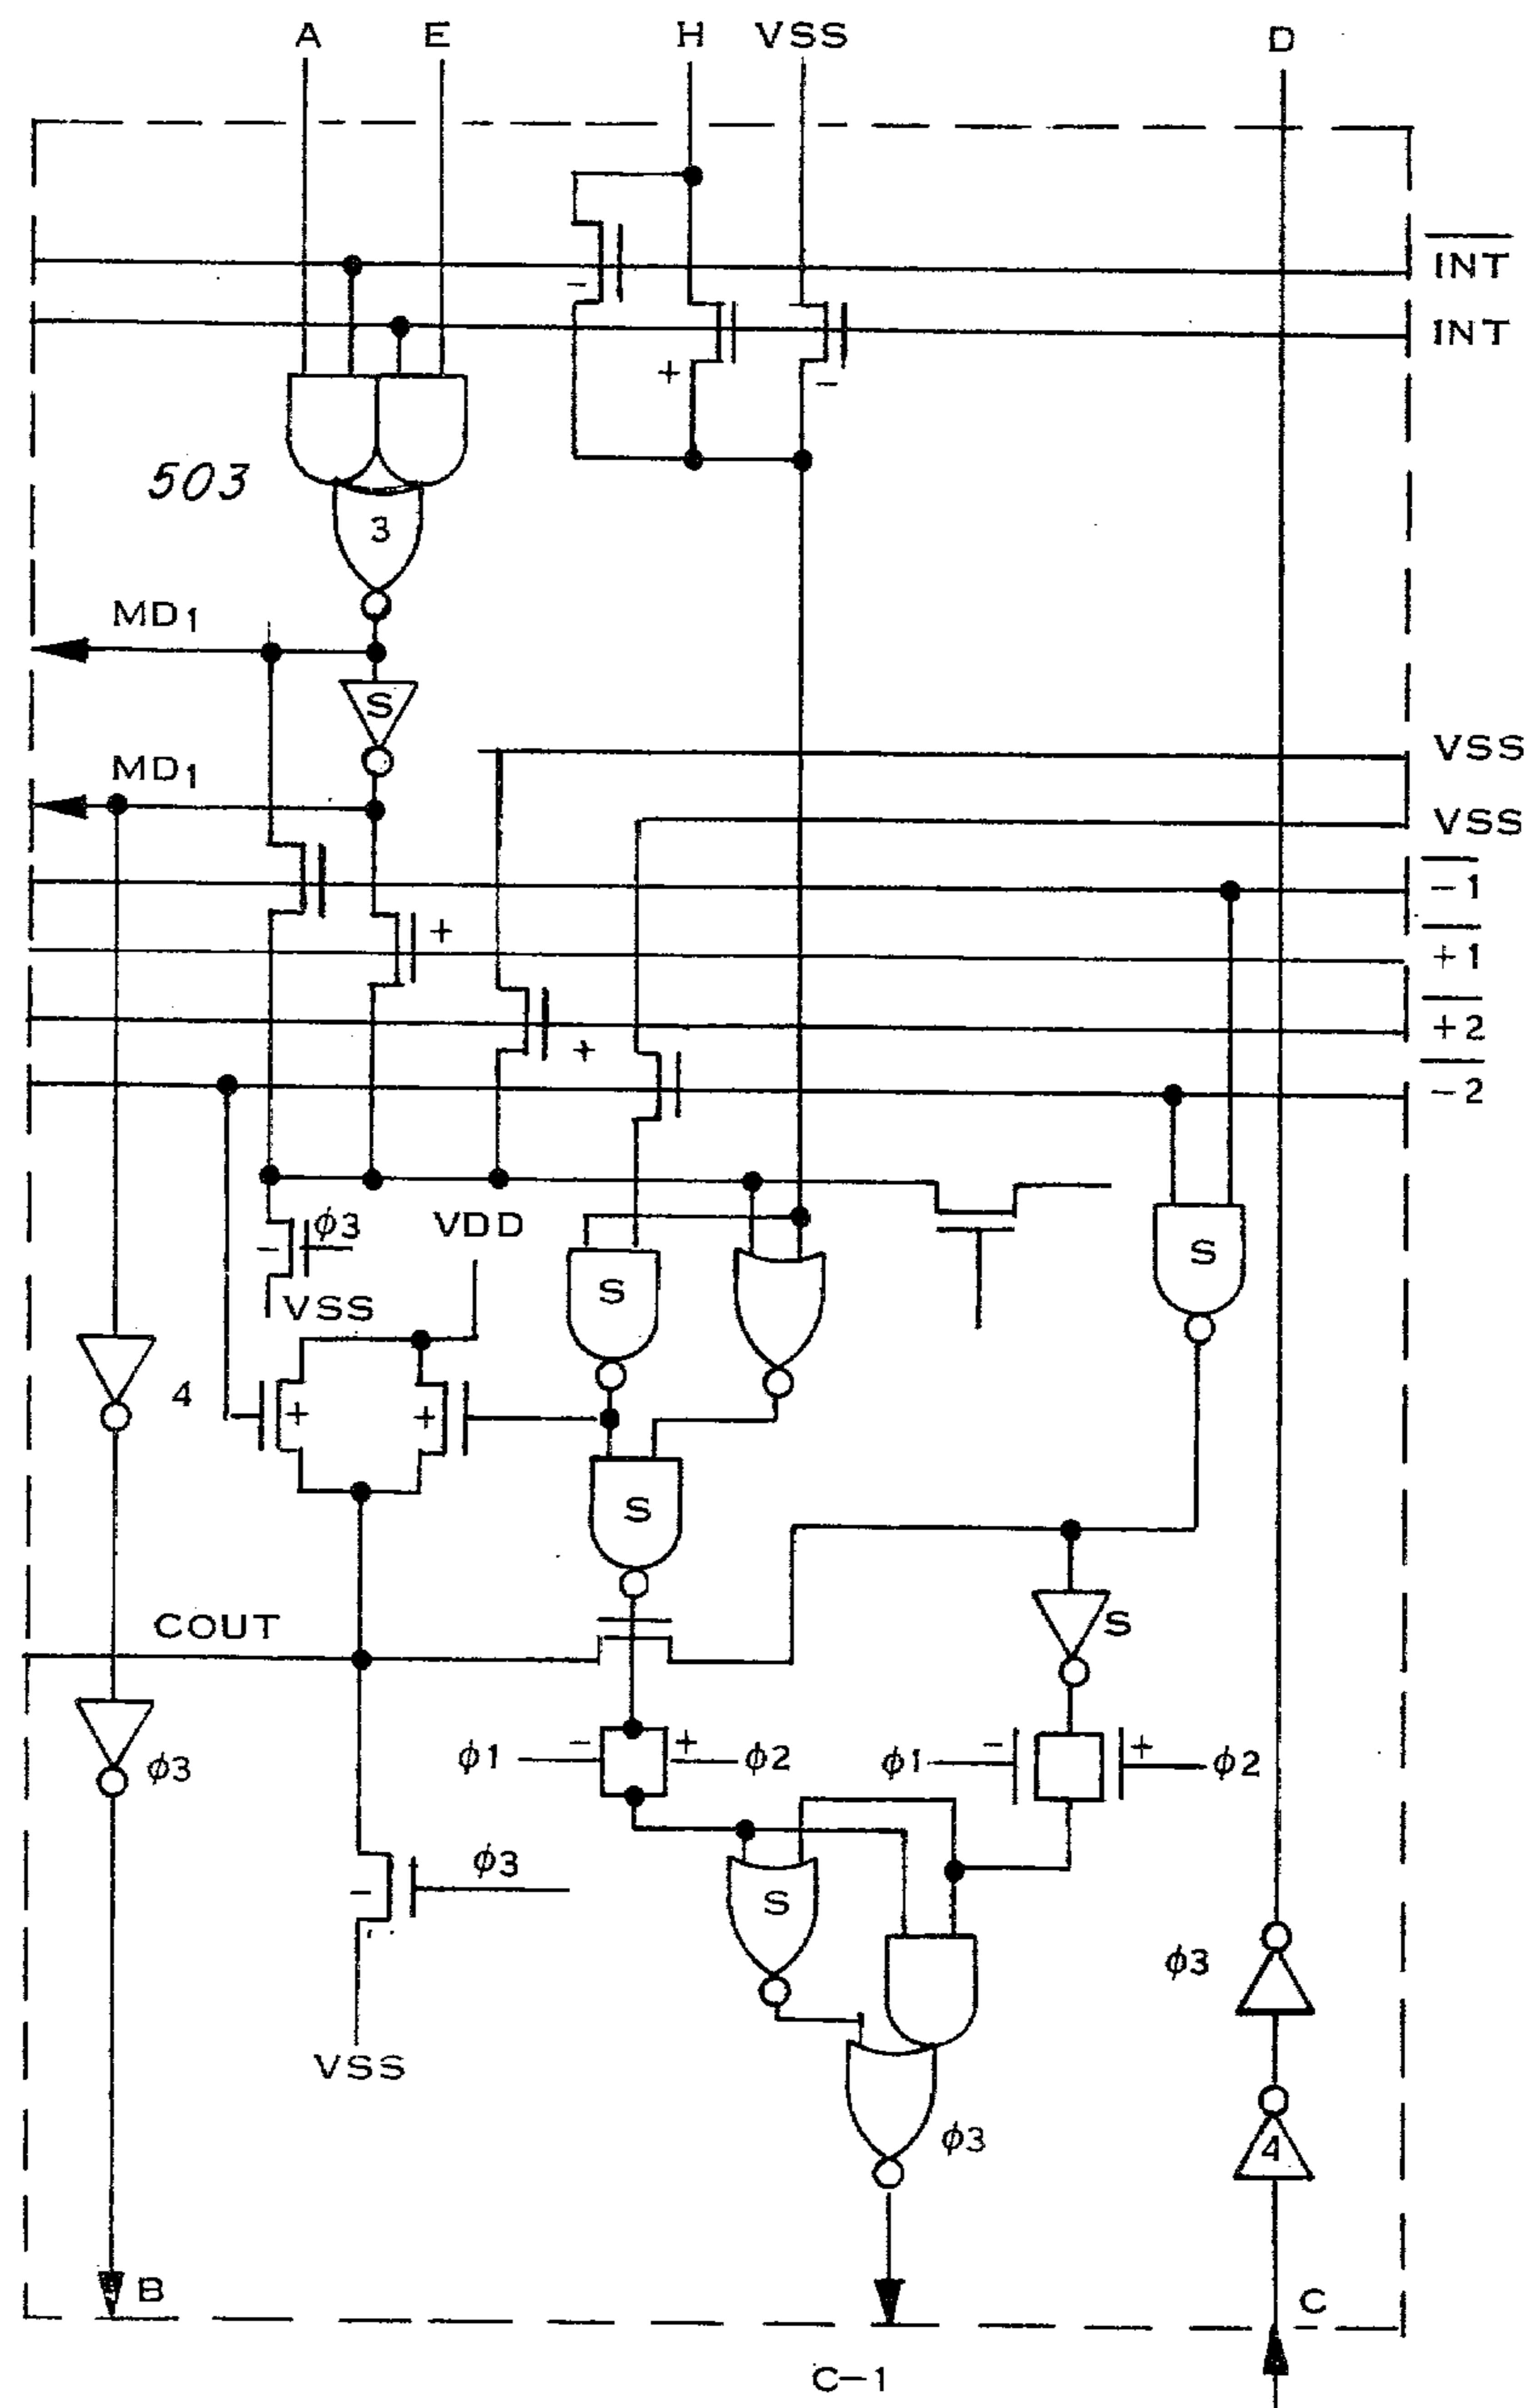 A E H VSS D
I̅N̅T̅
INT
503
3
MD1
S
MD1
VSS
VSS
-̅1̅
+̅1̅
+̅2̅
-̅2̅
-
+
-
+
+
ϕ3
-
VDD
VSS
S
S
4
+
+
S
COUT
S
ϕ3
ϕ1 - + ϕ2
ϕ1 - + ϕ2
ϕ3
-
S
ϕ3
VSS
ϕ3
4
B
C
C-1